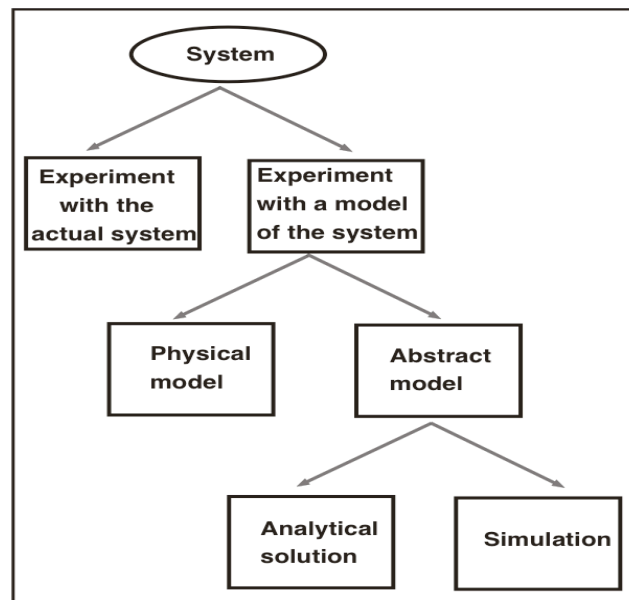 System
Experiment
with the
actual system
Experiment
with a model
of the system
Physical
model
Abstract
model
Analytical
solution
Simulation